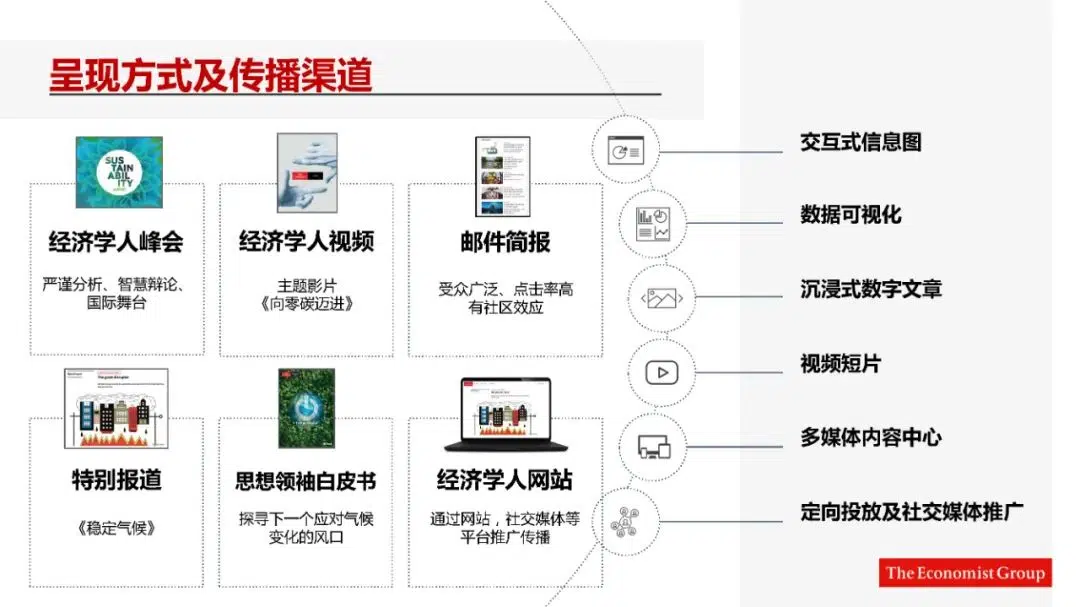 呈现方式及传播渠道
SUS
TAIN
ABIL
ITY
经济学人峰会
严谨分析、智慧辩论、
国际舞台
经济学人视频
主题影片
《向零碳迈进》
邮件简报
受众广泛、点击率高
有社区效应
特别报道
《稳定气候》
思想领袖白皮书
探寻下一个应对气候
变化的风口
经济学人网站
通过网站，社交媒体等
平台推广传播
交互式信息图
数据可视化
沉浸式数字文章
视频短片
多媒体内容中心
定向投放及社交媒体推广
The Economist Group